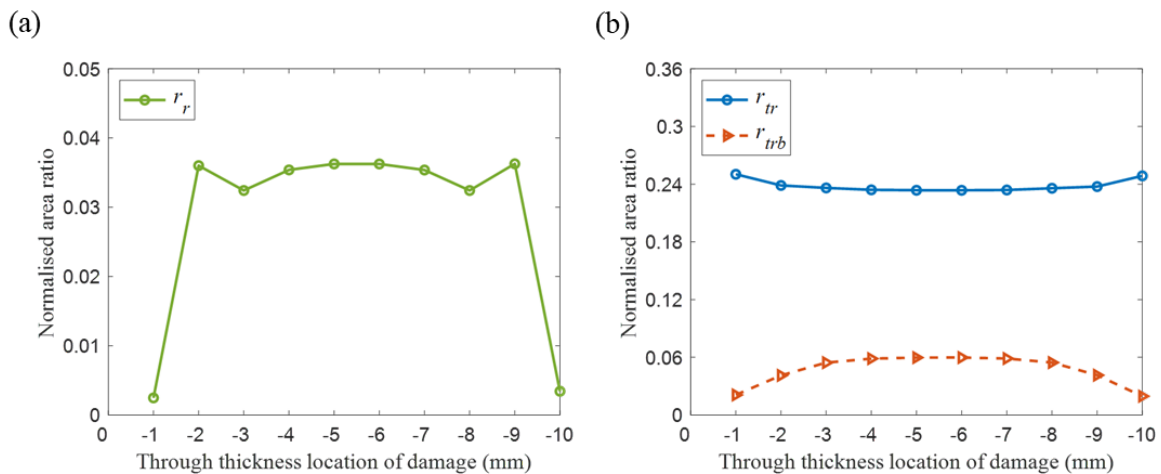 (a)
(b)
0.05
0.04
0.03
0.02
0.01
0
r_r
Normalised area ratio
0 -1 -2 -3 -4 -5 -6 -7 -8 -9 -10
Through thickness location of damage (mm)
0.36
0.3
0.24
0.18
0.12
0.06
0
r_tr
r_trb
Normalised area ratio
0 -1 -2 -3 -4 -5 -6 -7 -8 -9 -10
Through thickness location of damage (mm)